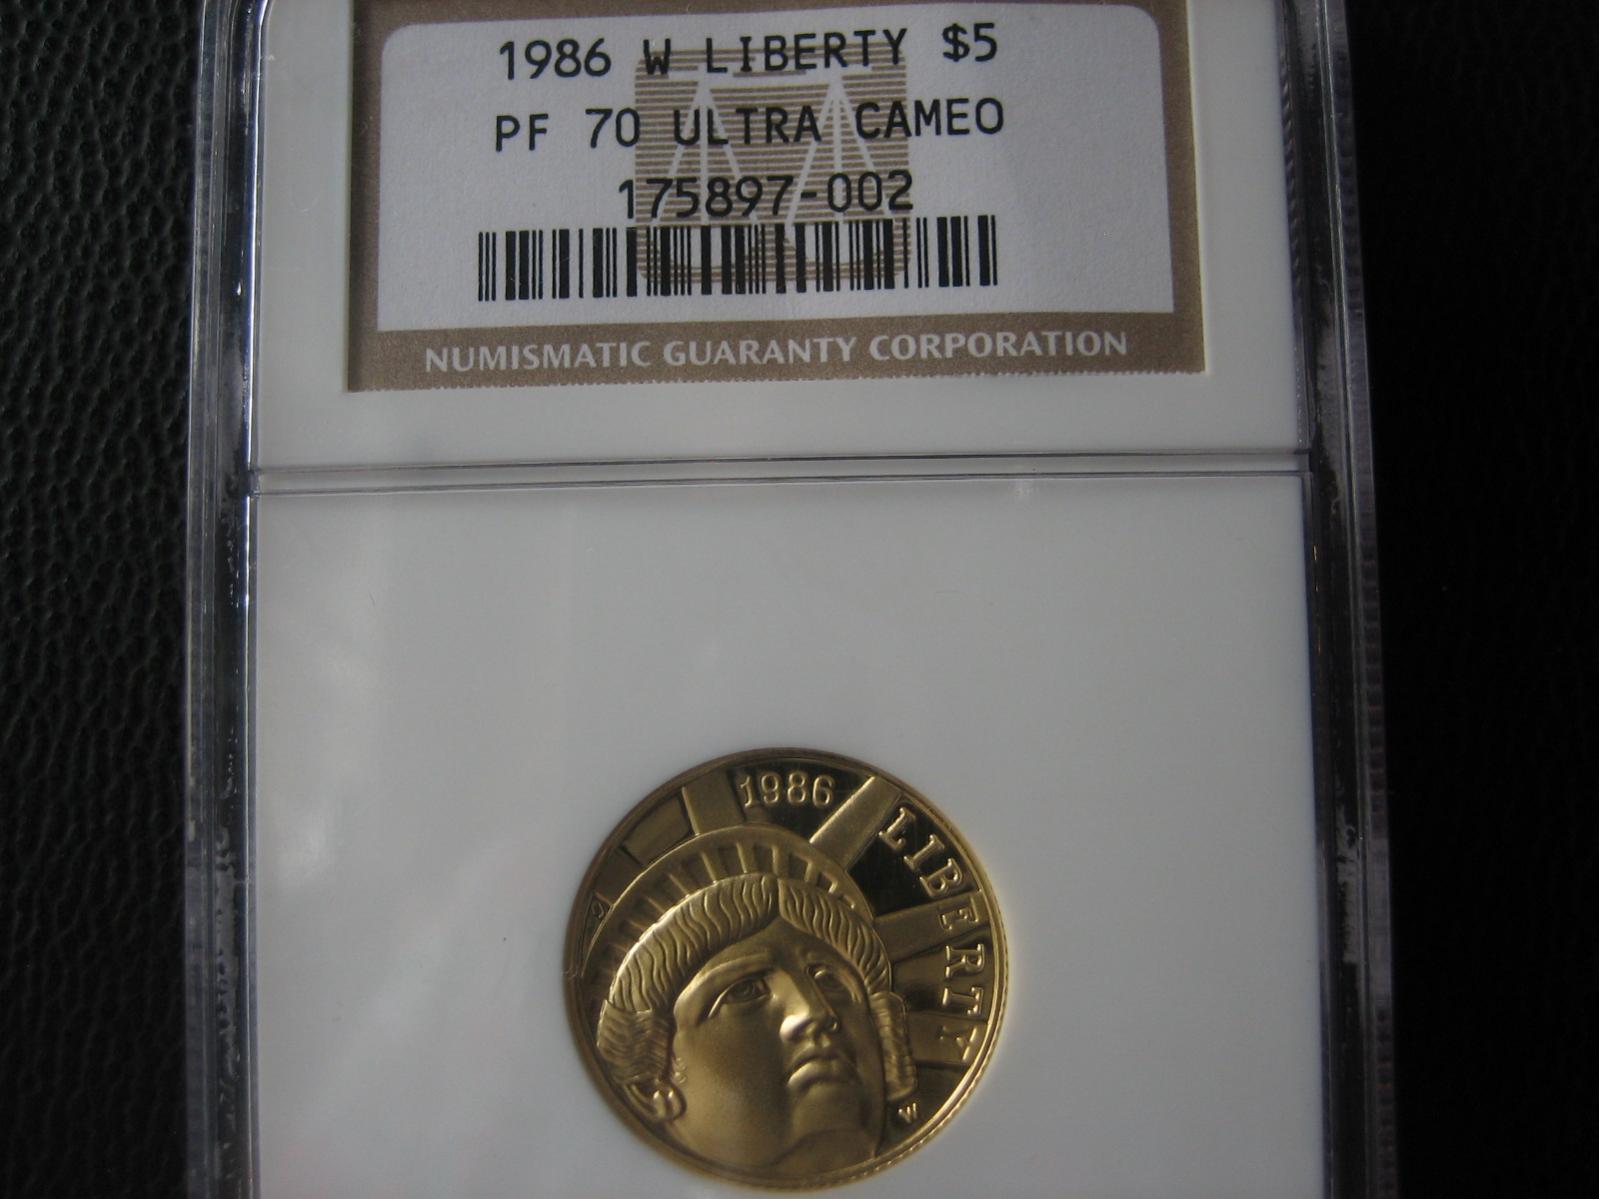 1986 W LIBERTY $5
PF 70 ULTRA CAMEO
175897-002
NUMISMATIC GUARANTY CORPORATION
1986
LIBERTY
W